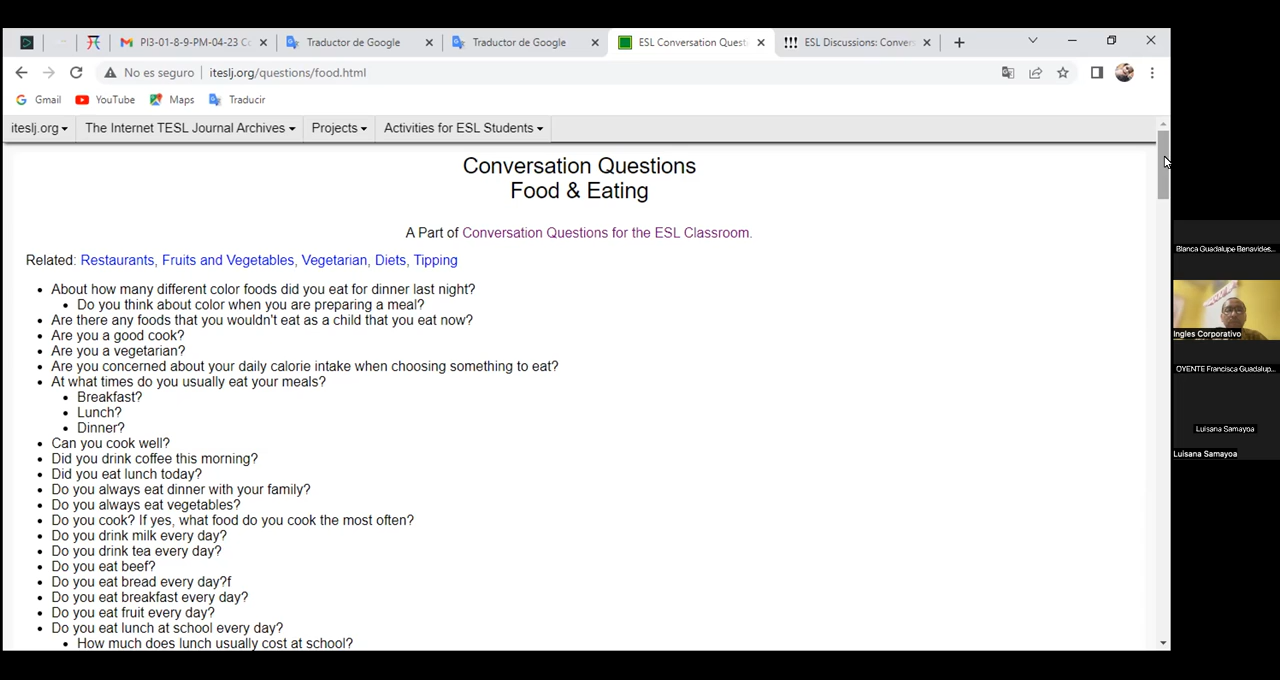 PI3-01-8-9-PM-04-23 Co
Traductor de Google
Traductor de Google
ESL Conversation Quest
ESL Discussions: Convers
No es seguro
iteslj.org/questions/food.html
Gmail
YouTube
Maps
Traducir
iteslj.org
The Internet TESL Journal Archives
Projects
Activities for ESL Students
Conversation Questions
Food & Eating
A Part of Conversation Questions for the ESL Classroom.
Related: Restaurants, Fruits and Vegetables, Vegetarian, Diets, Tipping
About how many different color foods did you eat for dinner last night?
Do you think about color when you are preparing a meal?
Are there any foods that you wouldn't eat as a child that you eat now?
Are you a good cook?
Are you a vegetarian?
Are you concerned about your daily calorie intake when choosing something to eat?
At what times do you usually eat your meals?
Breakfast?
Lunch?
Dinner?
Can you cook well?
Did you drink coffee this morning?
Did you eat lunch today?
Do you always eat dinner with your family?
Do you always eat vegetables?
Do you cook? If yes, what food do you cook the most often?
Do you drink milk every day?
Do you drink tea every day?
Do you eat beef?
Do you eat bread every day?f
Do you eat breakfast every day?
Do you eat fruit every day?
Do you eat lunch at school every day?
How much does lunch usually cost at school?
Blanca Guadalupe Benavides...
Ingles Corporativo
OYENTE Francisca Guadalup...
Luisana Samayoa
Luisana Samayoa